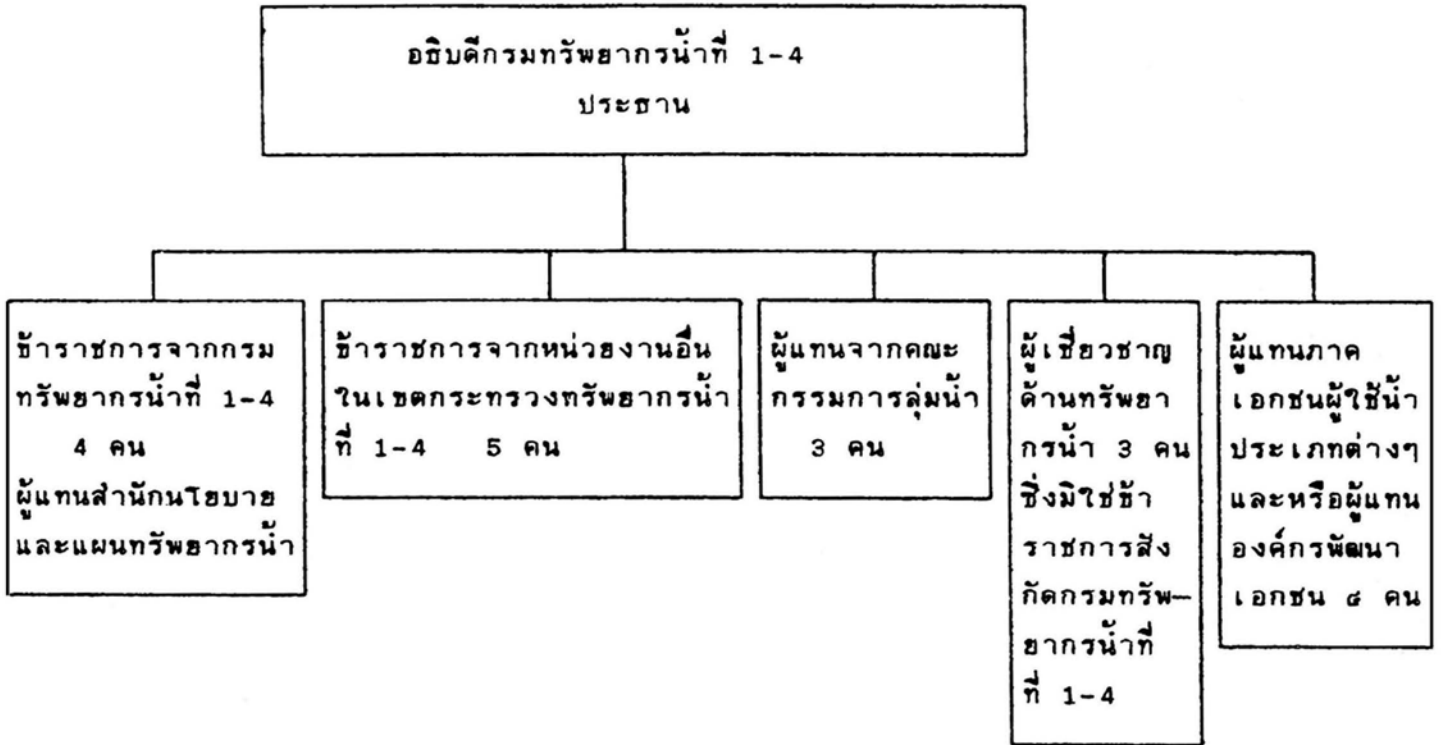 อธิบดีกรมทรัพยากรน้ำที่ 1-4
ประธาน
ข้าราชการจากกรม
ทรัพยากรน้ำที่ 1-4
4 คน
ผู้แทนสำนักนโยบาย
และแผนทรัพยากรน้ำ
ข้าราชการจากหน่วยงานอื่น
ในเขตกระทรวงทรัพยากรน้ำ
ที่ 1-4 5 คน
ผู้แทนจากคณะ
กรรมการลุ่มน้ำ
3 คน
ผู้เชี่ยวชาญ
ด้านทรัพยา
กรน้ำ 3 คน
ซึ่งมิใช่ข้า
ราชการสัง
กัดกรมทรัพ-
ยากรน้ำที่
ที่ 1-4
ผู้แทนภาค
เอกชนผู้ใช้น้ำ
ประเภทต่างๆ
และหรือผู้แทน
องค์กรพัฒนา
เอกชน ๔ คน